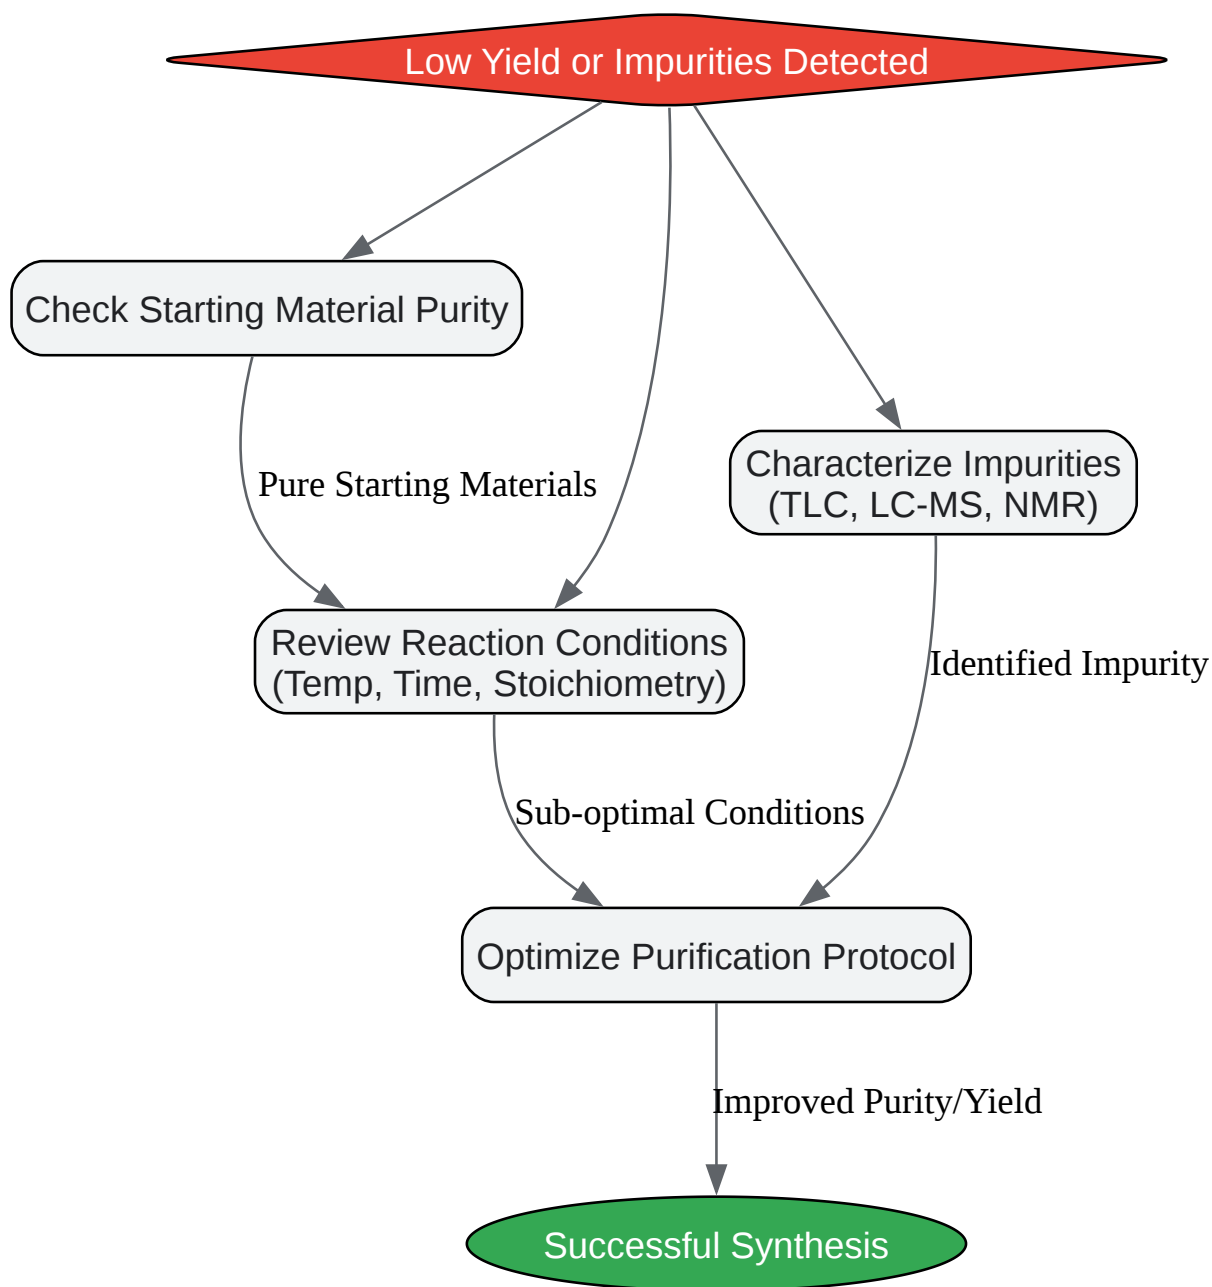 Low Yield or Impurities Detected
Check Starting Material Purity
Characterize Impurities
(TLC, LC-MS, NMR)
Pure Starting Materials
Review Reaction Conditions
(Temp, Time, Stoichiometry)
Identified Impurity
Sub-optimal Conditions
Optimize Purification Protocol
Improved Purity/Yield
Successful Synthesis